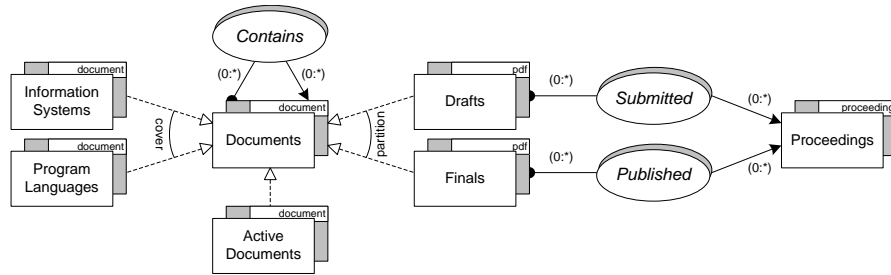 Contains
document
(0:*)
(0:*)
document
pdf
(0:*)
(0:*)
Information
Systems
Drafts
Submitted
proceeding
cover
Documents
partition
Proceedings
document
pdf
(0:*)
(0:*)
Program
Languages
Finals
Published
document
Active
Documents